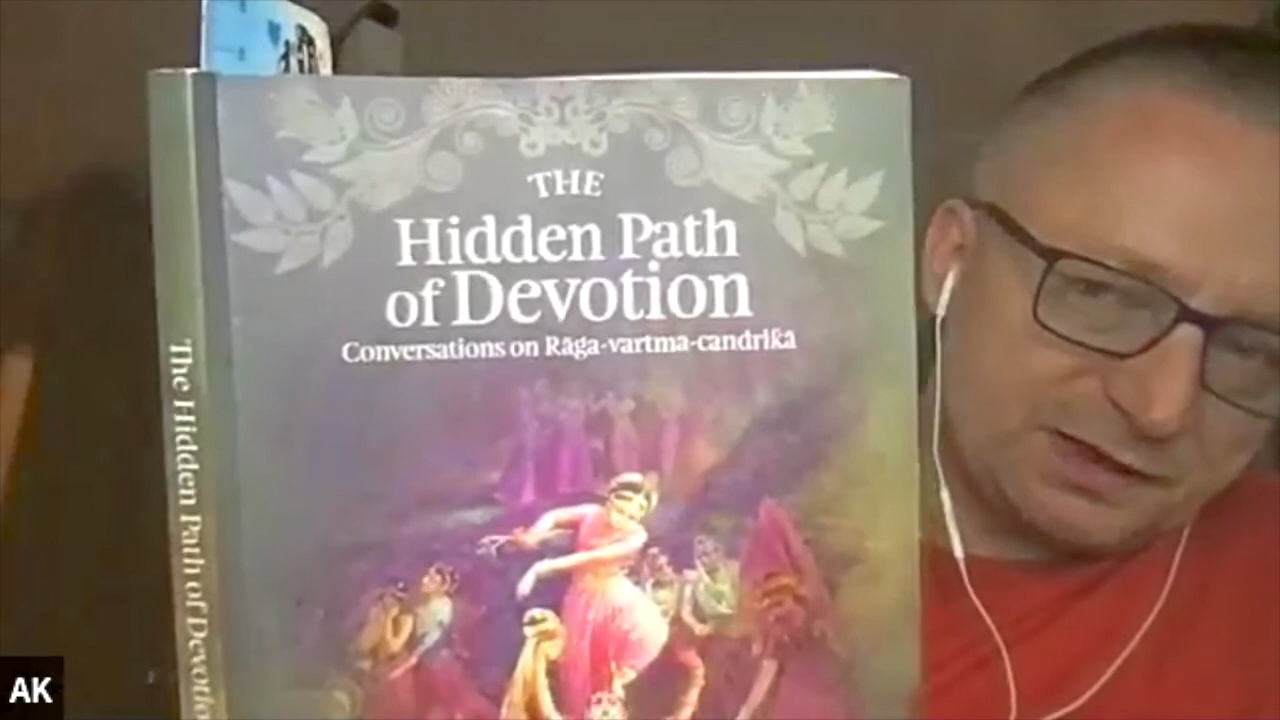 THE
Hidden Path
of Devotion
Conversations on Rāga-vartma-candrikā
The Hidden Path of Devotio
AK